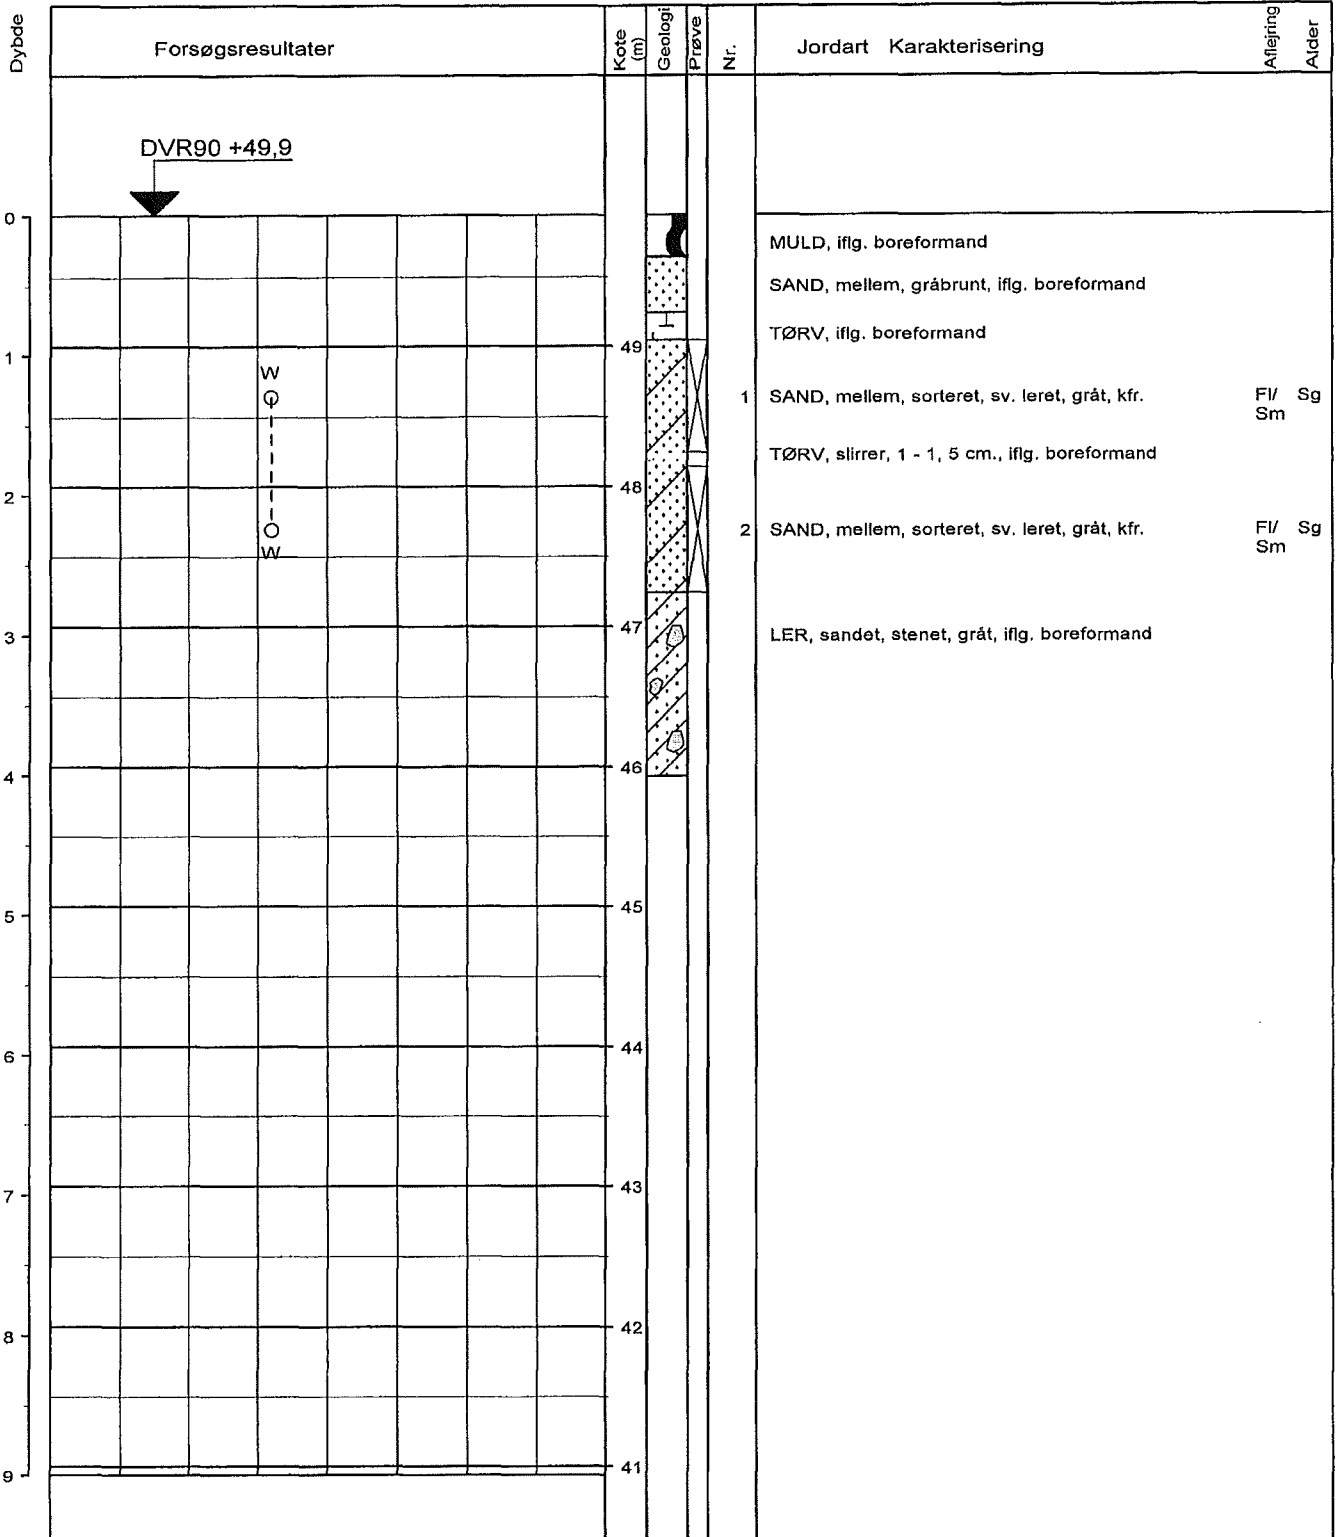 Dybde
Forsøgsresultater
Kote (m)
Geologi
Prøve
Nr.
Jordart Karakterisering
Aflejring
Alder
DVR90 +49,9
0
MULD, iflg. boreformand
SAND, mellem, gråbrunt, iflg. boreformand
TØRV, iflg. boreformand
1
49
W
1 SAND, mellem, sorteret, sv. leret, gråt, kfr. Fl/ Sg
Sm
TØRV, slirrer, 1 - 1, 5 cm., iflg. boreformand
2
48
2 SAND, mellem, sorteret, sv. leret, gråt, kfr. Fl/ Sg
Sm
W
3
47
LER, sandet, stenet, gråt, iflg. boreformand
4
46
5
45
6
44
7
43
8
42
9
41